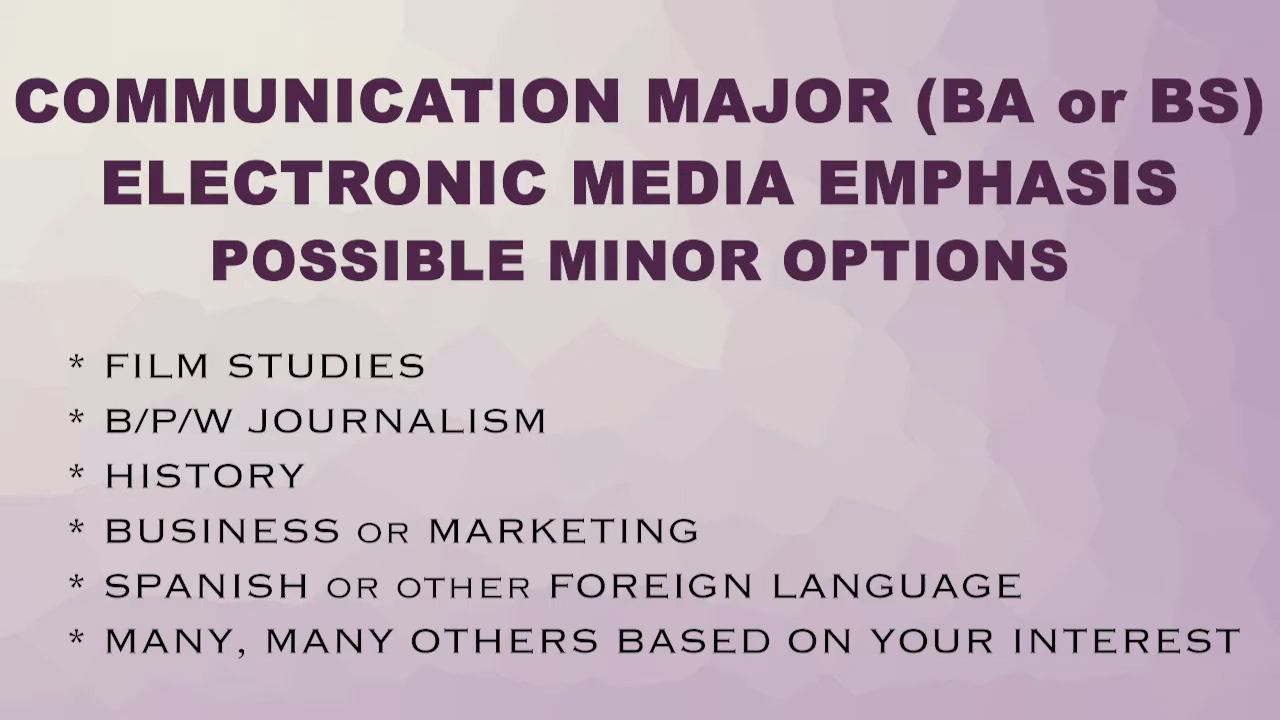 COMMUNICATION MAJOR (BA or BS)
ELECTRONIC MEDIA EMPHASIS
POSSIBLE MINOR OPTIONS
* FILM STUDIES
* B/P/W JOURNALISM
* HISTORY
* BUSINESS OR MARKETING
* SPANISH OR OTHER FOREIGN LANGUAGE
* MANY, MANY OTHERS BASED ON YOUR INTEREST